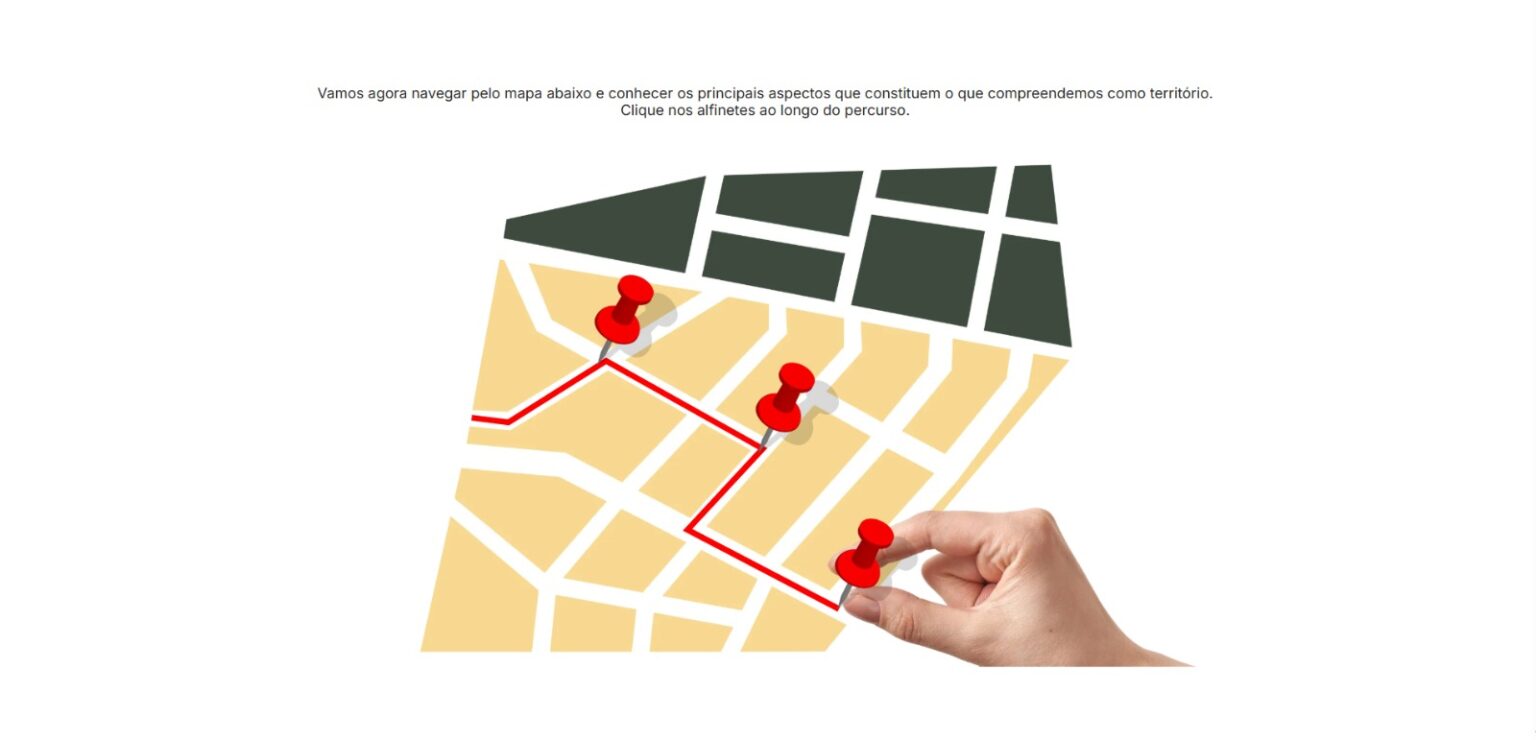 Vamos agora navegar pelo mapa abaixo e conhecer os principais aspectos que constituem o que compreendemos como território.
Clique nos alfinetes ao longo do percurso.